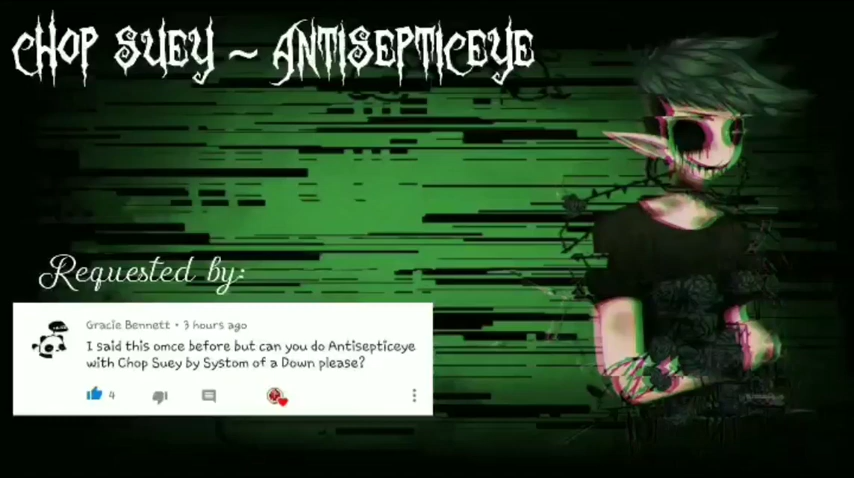 CHOP SUEY ~ ANTISEPTICEYE
Requested by:
Gracie Bennett • 3 hours ago
I said this omce before but can you do Antisepticeye
with Chop Suey by Systom of a Down please?
4